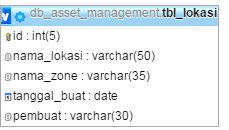 v db_asset_management.tbl_lokasi
id : int(5)
nama_lokasi : varchar(50)
nama_zone : varchar(35)
tanggal_buat : date
pembuat : varchar(30)